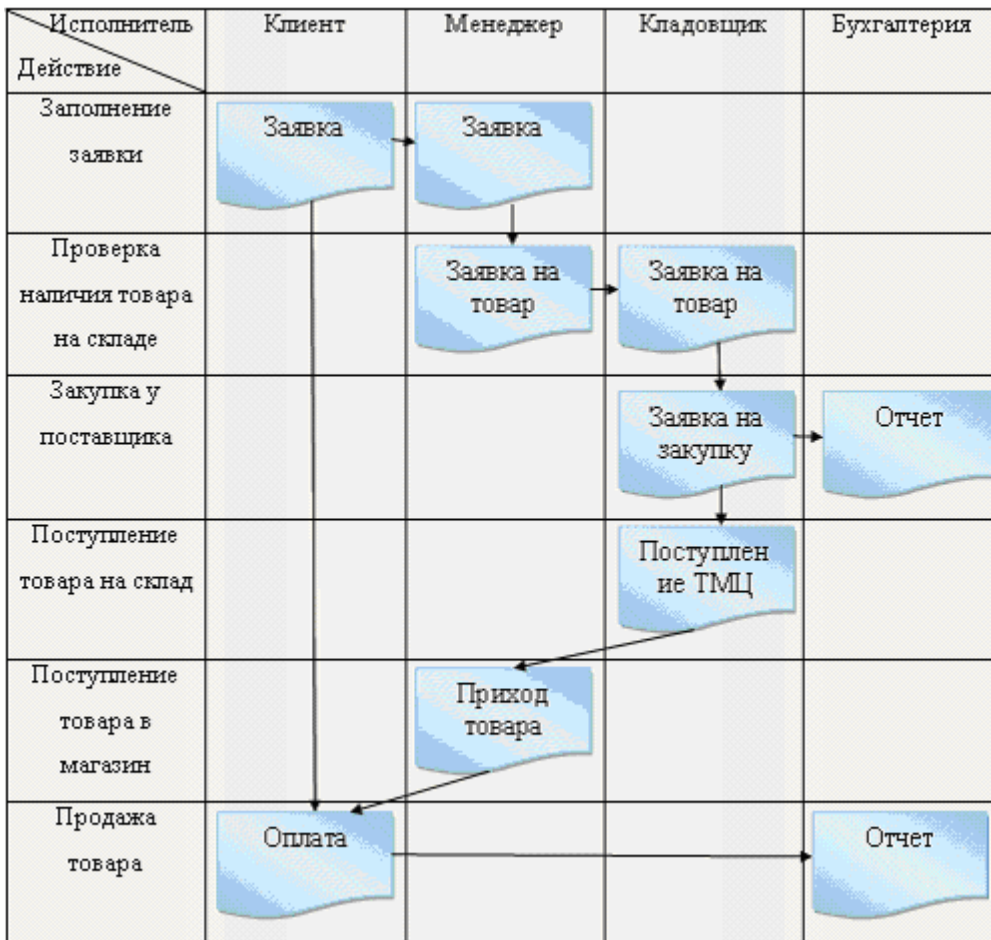 Исполнитель Клиент Менеджер Кладовщик Бухгалтерия
Действие
Заполнение
заявки
Заявка Заявка
Проверка
наличия товара
на складе
Заявка на
товар
Заявка на
товар
Закупка у
поставщика
Заявка на
закупку
Отчет
Поступление
товара на склад
Поступлен
ие ТМЦ
Поступление
товара в
магазин
Приход
товара
Продажа
товара
Оплата Отчет